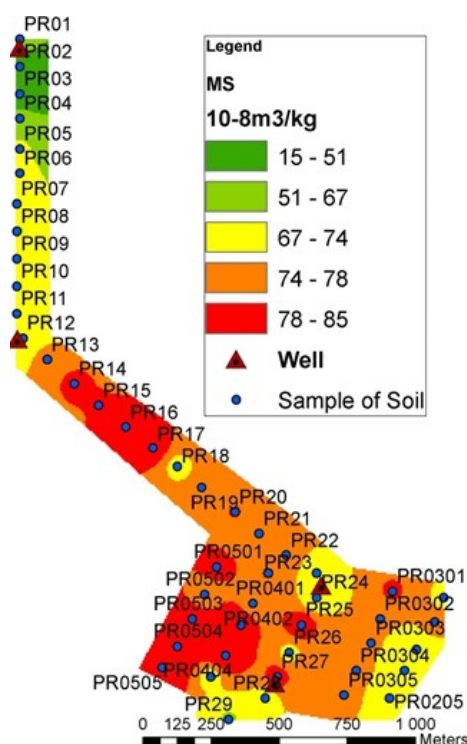 PR01
PR02
PR03
PR04
PR05
PR06
PR07
PR08
PR09
PR10
PR11
PR12
PR13
PR14
PR15
PR16
PR17
PR18
PR19
PR20
PR21
PR22
PR23
PR24
PR25
PR0501
PR0502
PR0503
PR0504
PR0505
PR0401
PR0402
PR0404
PR26
PR27
PR28
PR29
PR0301
PR0302
PR0303
PR0304
PR0305
PR0205
Legend
MS
10-8m3/kg
15 - 51
51 - 67
67 - 74
74 - 78
78 - 85
Well
Sample of Soil
0 125 250 500 750 1 000
Meters